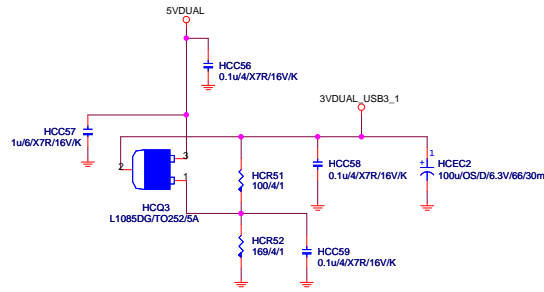 5VDUAL
HCC56
0.1u/4/X7R/16V/K
3VDUAL_USB3_1
HCC57
1u/6/X7R/16V/K
2
3
1
HCQ3
L1085DG/TO252/5A
HCR51
100/4/1
HCC58
0.1u/4/X7R/16V/K
1
+
HCEC2
100u/OS/D/6.3V/66/30m
HCR52
169/4/1
HCC59
0.1u/4/X7R/16V/K